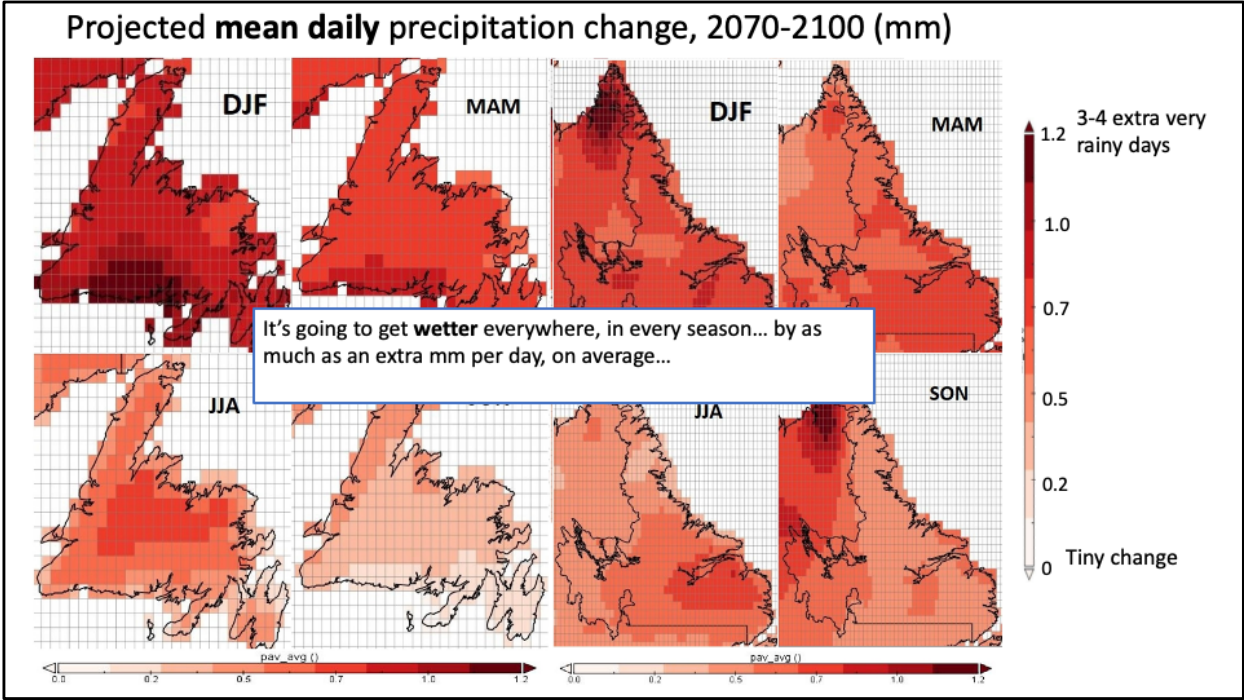 Projected mean daily precipitation change, 2070-2100 (mm)
DJF
MAM
DJF
MAM
3-4 extra very
rainy days
1.2
1.0
0.7
0.5
0.2
0
Tiny change
It's going to get wetter everywhere, in every season... by as
much as an extra mm per day, on average...
JJA
JJA
SON
pav_avg ()
0.0 0.2 0.5 0.7 1.0 1.2
pav_avg ()
0.0 0.2 0.5 0.7 1.0 1.2